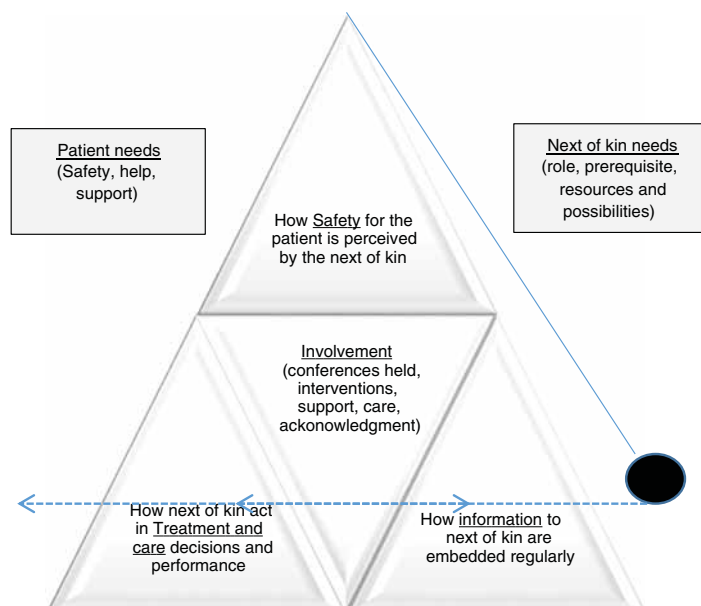 Patient needs
(Safety, help,
support)
Next of kin needs
(role, prerequisite,
resources and
possibilities)
How Safety for the
patient is perceived
by the next of kin
Involvement
(conferences held,
interventions,
support, care,
ackonowledgment)
How next of kin act
in Treatment and
care decisions and
performance
How information to
next of kin are
embedded regularly